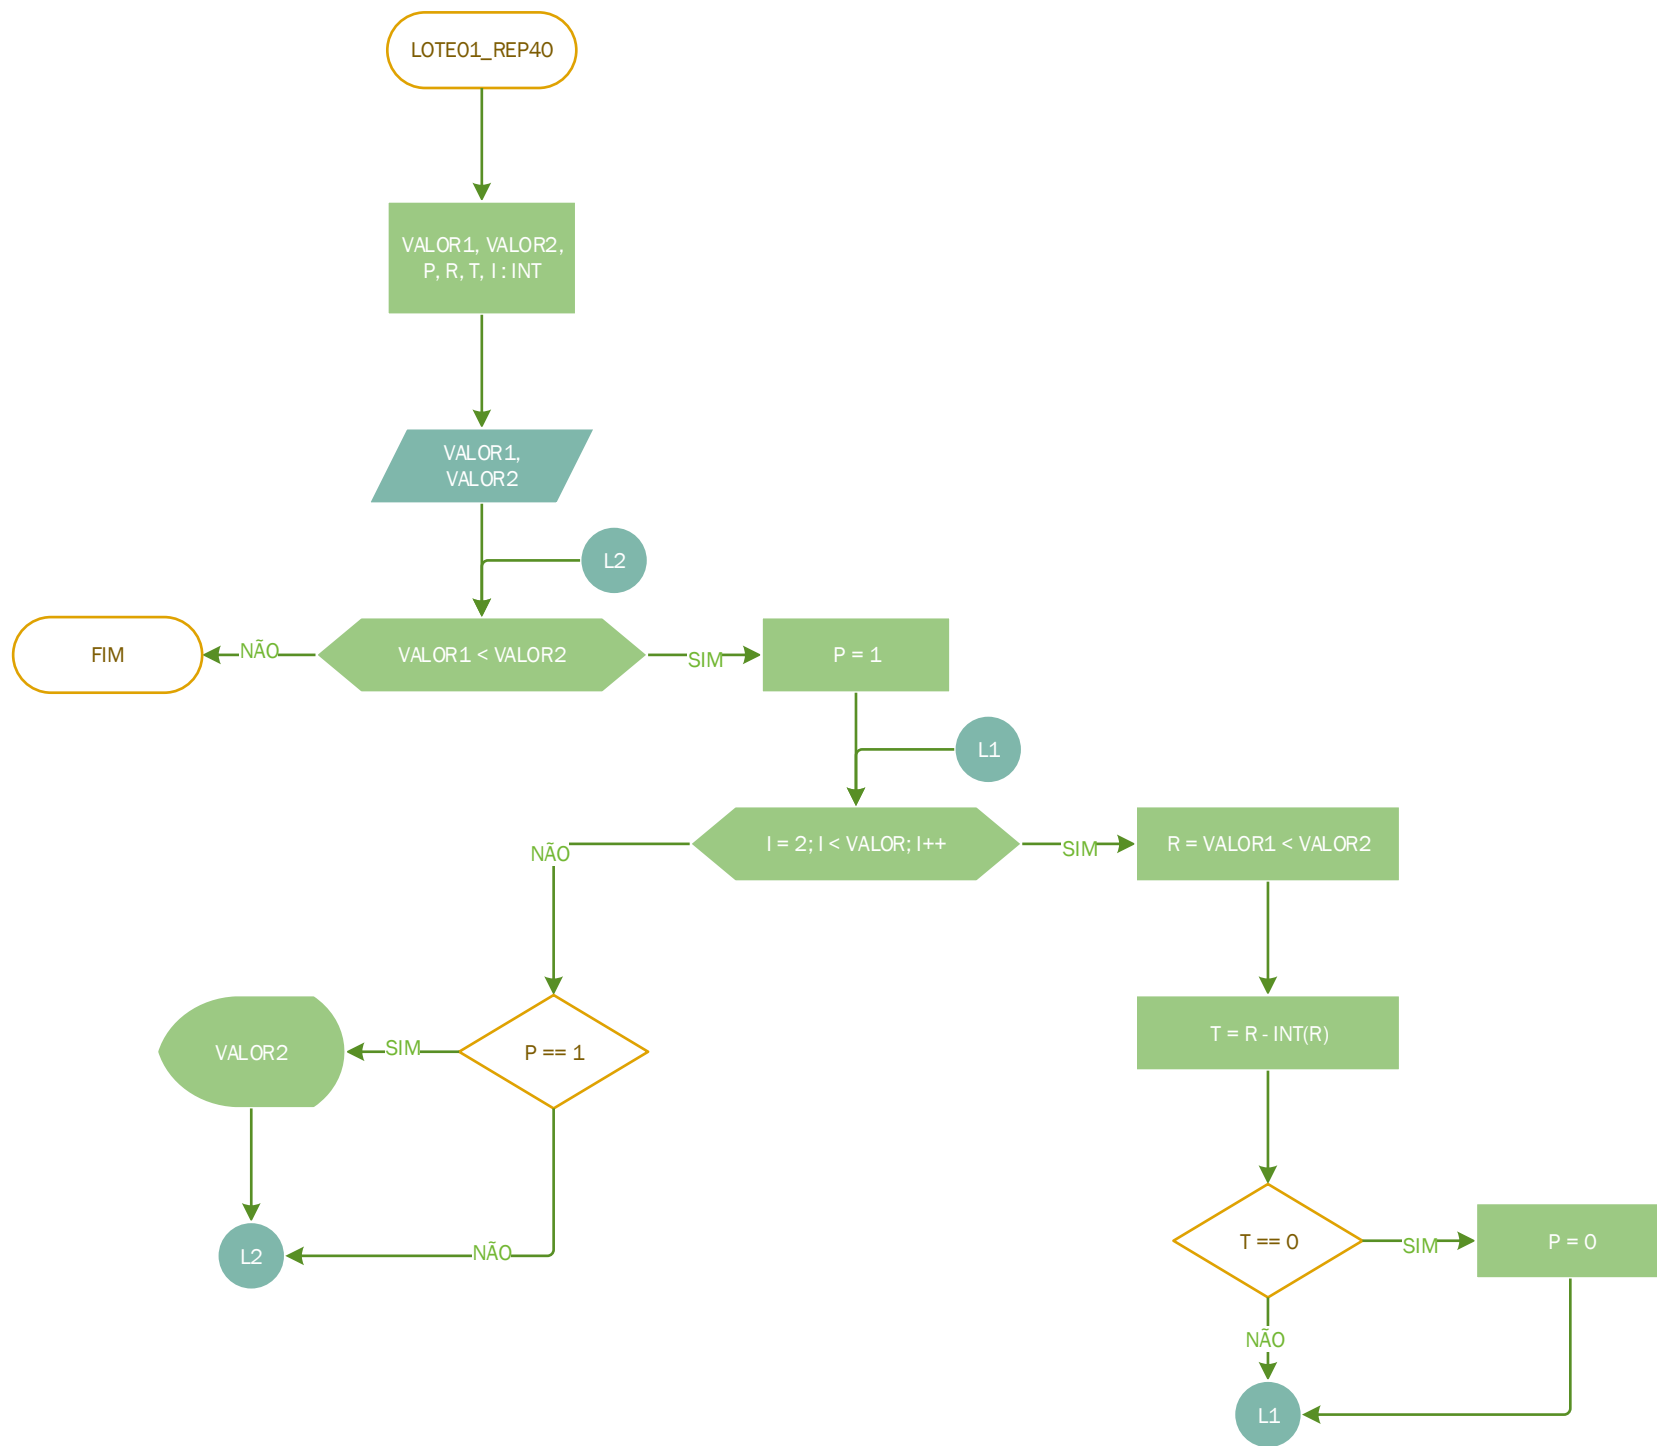 LOTE01_REP40
VALOR1, VALOR2,
P, R, T, I : INT
VALOR1,
VALOR2
L2
FIM
NÃO
VALOR1 < VALOR2
SIM
P = 1
L1
NÃO
I = 2; I < VALOR; I++
SIM
R = VALOR1 < VALOR2
VALOR2
SIM
P == 1
T = R - INT(R)
L2
NÃO
T == 0
SIM
P = 0
NÃO
L1